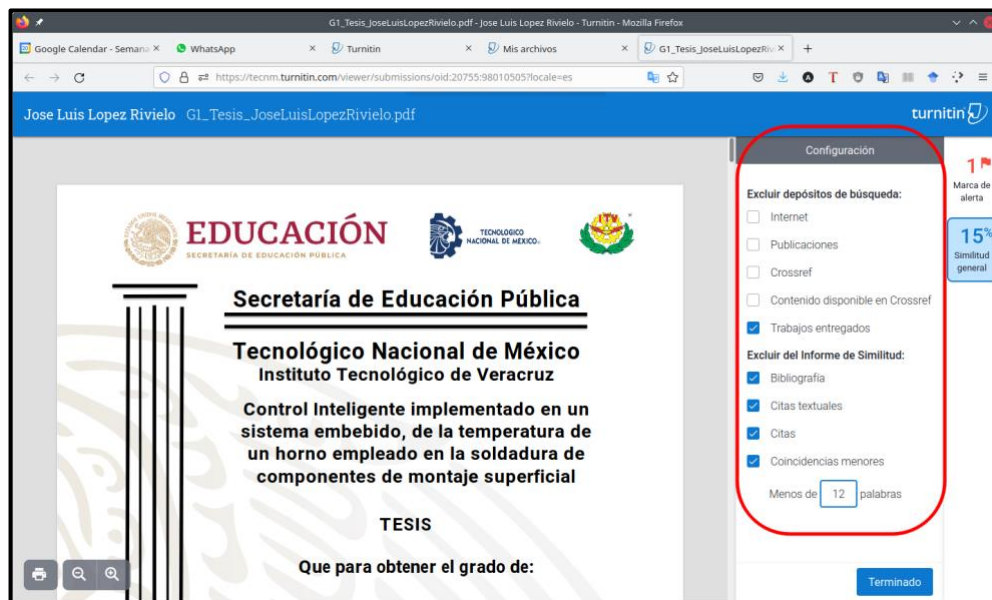 G1_Tesis_JoseLuisLopezRivielo.pdf - Jose Luis Lopez Rivielo - Turnitin - Mozilla Firefox
Google Calendar - Semana
WhatsApp
Turnitin
Mis archivos
G1_Tesis_JoseLuisLopezRiv
https://tecnm.turnitin.com/viewer/submissions/oid:20755:98010505?locale=es
Jose Luis Lopez Rivielo G1_Tesis_JoseLuisLopezRivielo.pdf
turnitin
EDUCACIÓN
SECRETARÍA DE EDUCACIÓN PÚBLICA
TECNOLÓGICO
NACIONAL DE MÉXICO
ITV
Secretaría de Educación Pública
Tecnológico Nacional de México
Instituto Tecnológico de Veracruz
Control Inteligente implementado en un
sistema embebido, de la temperatura de
un horno empleado en la soldadura de
componentes de montaje superficial
TESIS
Que para obtener el grado de:
Configuración
Excluir depósitos de búsqueda:
Internet
Publicaciones
Crossref
Contenido disponible en Crossref
Trabajos entregados
Excluir del Informe de Similitud:
Bibliografía
Citas textuales
Citas
Coincidencias menores
Menos de 12 palabras
Terminado
1
Marca de
alerta
15%
Similitud
general